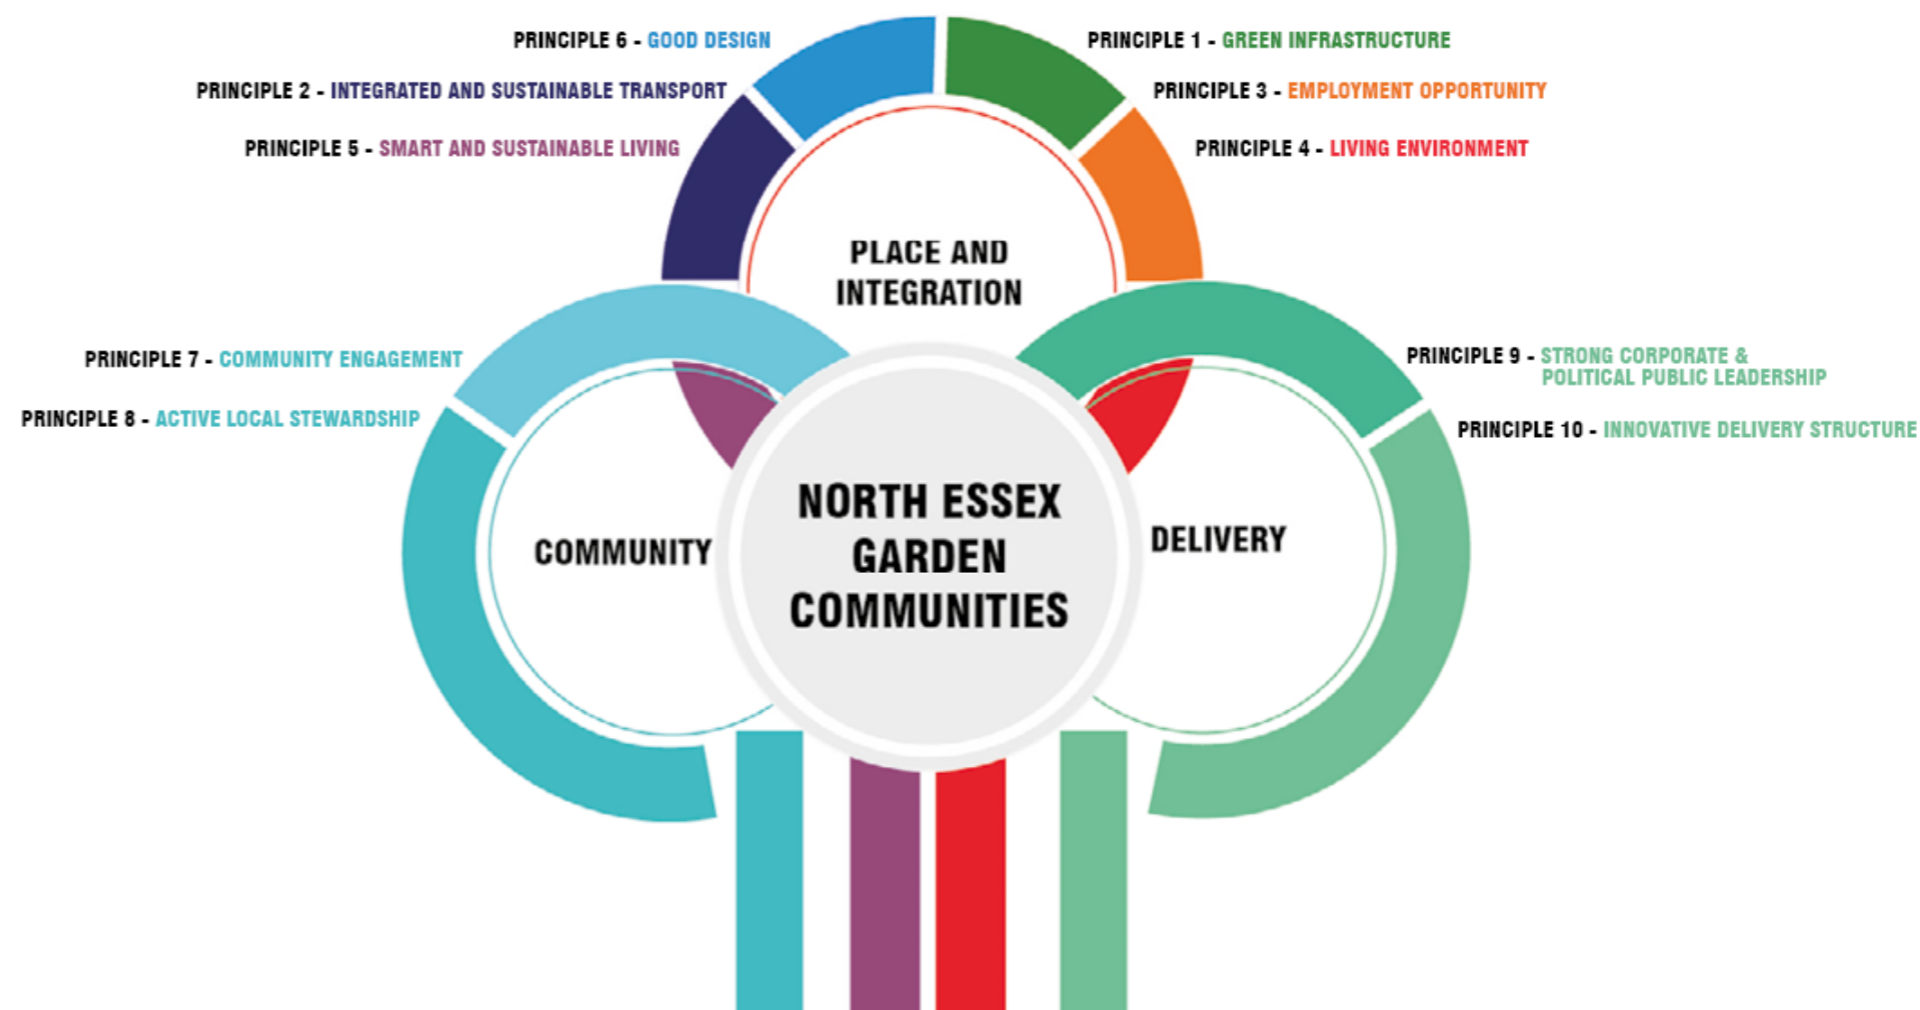 PRINCIPLE 6 - GOOD DESIGN
PRINCIPLE 1 - GREEN INFRASTRUCTURE
PRINCIPLE 2 - INTEGRATED AND SUSTAINABLE TRANSPORT
PRINCIPLE 3 - EMPLOYMENT OPPORTUNITY
PRINCIPLE 5 - SMART AND SUSTAINABLE LIVING
PRINCIPLE 4 - LIVING ENVIRONMENT
PLACE AND
INTEGRATION
PRINCIPLE 7 - COMMUNITY ENGAGEMENT
PRINCIPLE 8 - ACTIVE LOCAL STEWARDSHIP
PRINCIPLE 9 - STRONG CORPORATE &
POLITICAL PUBLIC LEADERSHIP
PRINCIPLE 10 - INNOVATIVE DELIVERY STRUCTURE
COMMUNITY
NORTH ESSEX
GARDEN
COMMUNITIES
DELIVERY